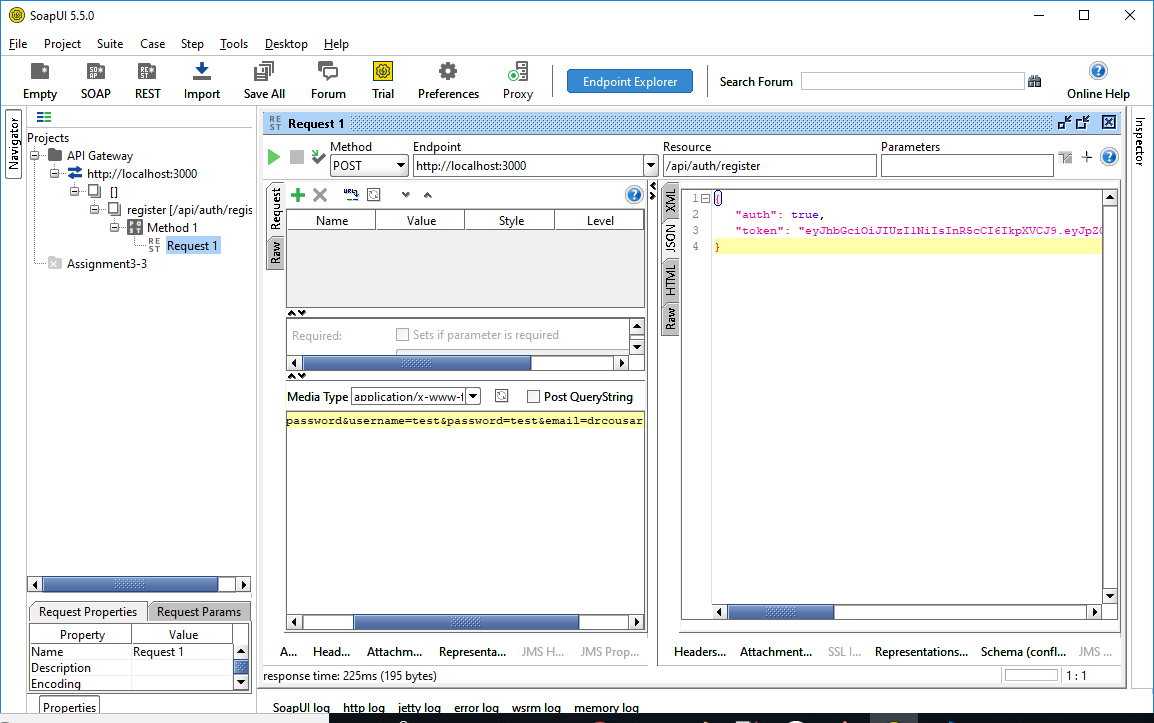 SoapUI 5.5.0
File Project Suite Case Step Tools Desktop Help
Empty SOAP REST Import Save All Forum Trial Preferences Proxy
Endpoint Explorer
Search Forum
Online Help
Navigator
Projects
API Gateway
http://localhost:3000
[]
register [/api/auth/regis
Method 1
REST Request 1
Assignment3-3
REST Request 1
Method Endpoint Resource Parameters
POST http://localhost:3000 /api/auth/register
Request
Raw
Name Value Style Level
Required: Sets if parameter is required
Media Type application/x-www-f Post QueryString
password&username=test&password=test&email=drcousar
A... Head... Attachm... Representa... JMS H... JMS Prop...
XML
JSON
HTML
Raw
1 {
2 "auth": true,
3 "token": "eyJhbGciOiJIUzI1NiIsInR5cCI6IkpXVCJ9.eyJpZ
4 }
Headers... Attachment... SSL I... Representations... Schema (confl... JMS ...
response time: 225ms (195 bytes)
1 : 1
Inspector
Request Properties Request Params
Property Value
Name Request 1
Description
Encoding
Properties
SoapUI log http log jetty log error log wsrm log memory log